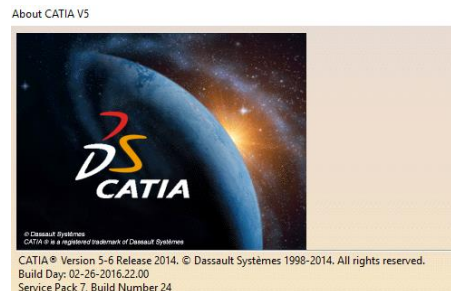 About CATIA V5
DS
CATIA
© Dassault Systèmes
CATIA ® is a registered trademark of Dassault Systèmes
CATIA® Version 5-6 Release 2014. © Dassault Systèmes 1998-2014. All rights reserved.
Build Day: 02-26-2016.22.00
Service Pack 7, Build Number 24